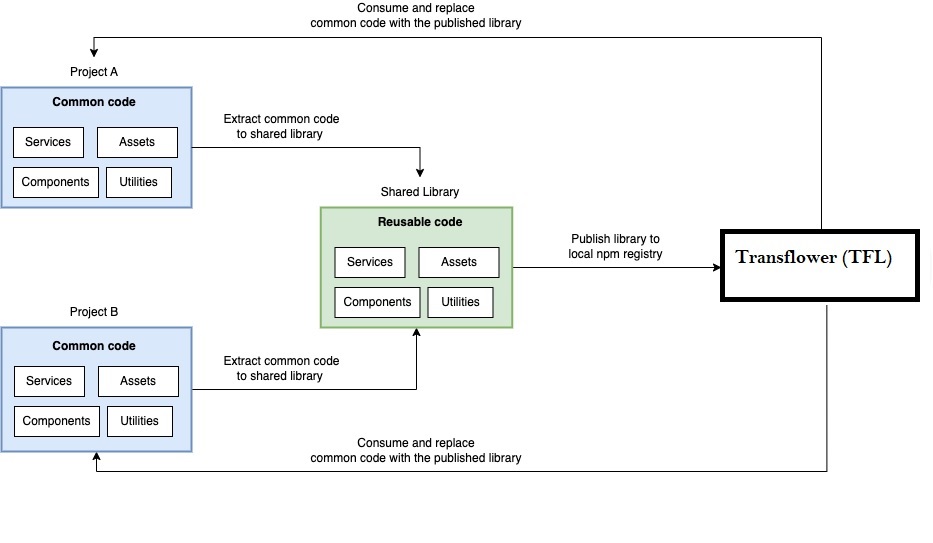 Consume and replace
common code with the published library
Project A
Common code
Services
Assets
Components
Utilities
Extract common code
to shared library
Shared Library
Reusable code
Services
Assets
Components
Utilities
Publish library to
local npm registry
Transflower (TFL)
Project B
Common code
Services
Assets
Components
Utilities
Extract common code
to shared library
Consume and replace
common code with the published library